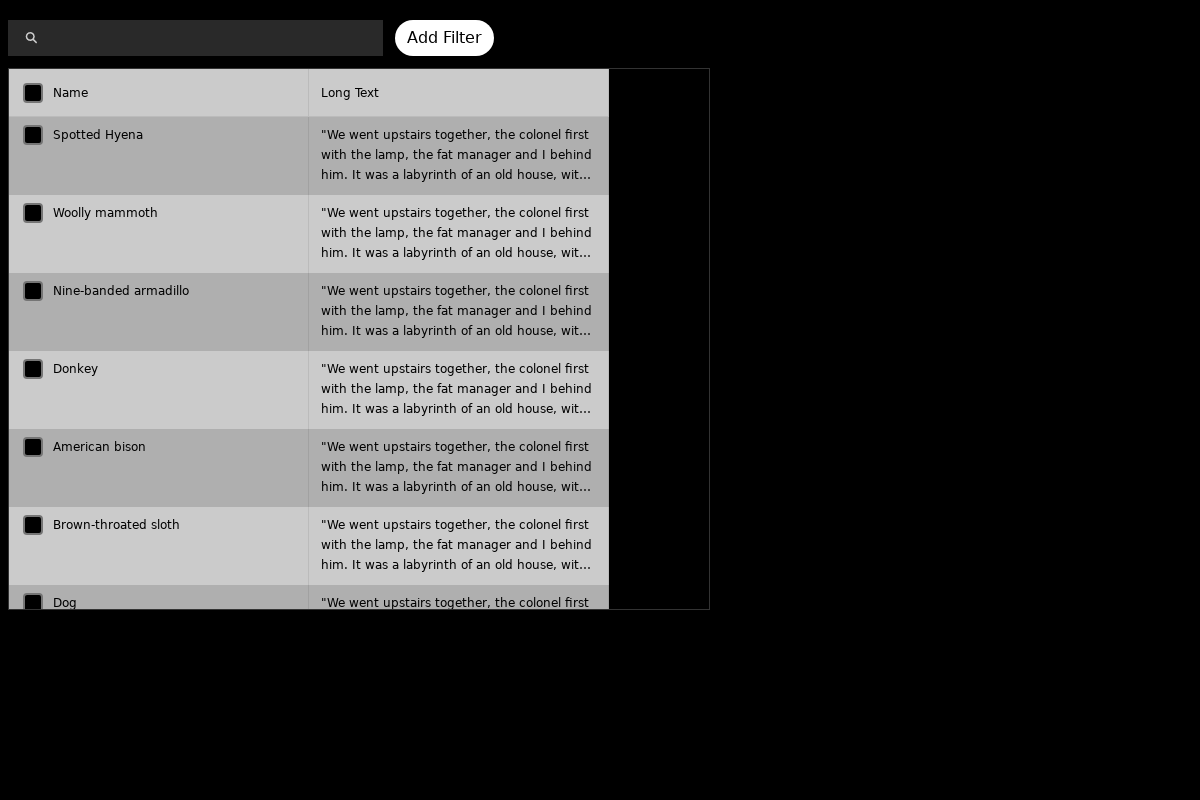 Add Filter
Name
Long Text
Spotted Hyena
"We went upstairs together, the colonel first
with the lamp, the fat manager and I behind
him. It was a labyrinth of an old house, wit...
Woolly mammoth
"We went upstairs together, the colonel first
with the lamp, the fat manager and I behind
him. It was a labyrinth of an old house, wit...
Nine-banded armadillo
"We went upstairs together, the colonel first
with the lamp, the fat manager and I behind
him. It was a labyrinth of an old house, wit...
Donkey
"We went upstairs together, the colonel first
with the lamp, the fat manager and I behind
him. It was a labyrinth of an old house, wit...
American bison
"We went upstairs together, the colonel first
with the lamp, the fat manager and I behind
him. It was a labyrinth of an old house, wit...
Brown-throated sloth
"We went upstairs together, the colonel first
with the lamp, the fat manager and I behind
him. It was a labyrinth of an old house, wit...
Dog
"We went upstairs together, the colonel first